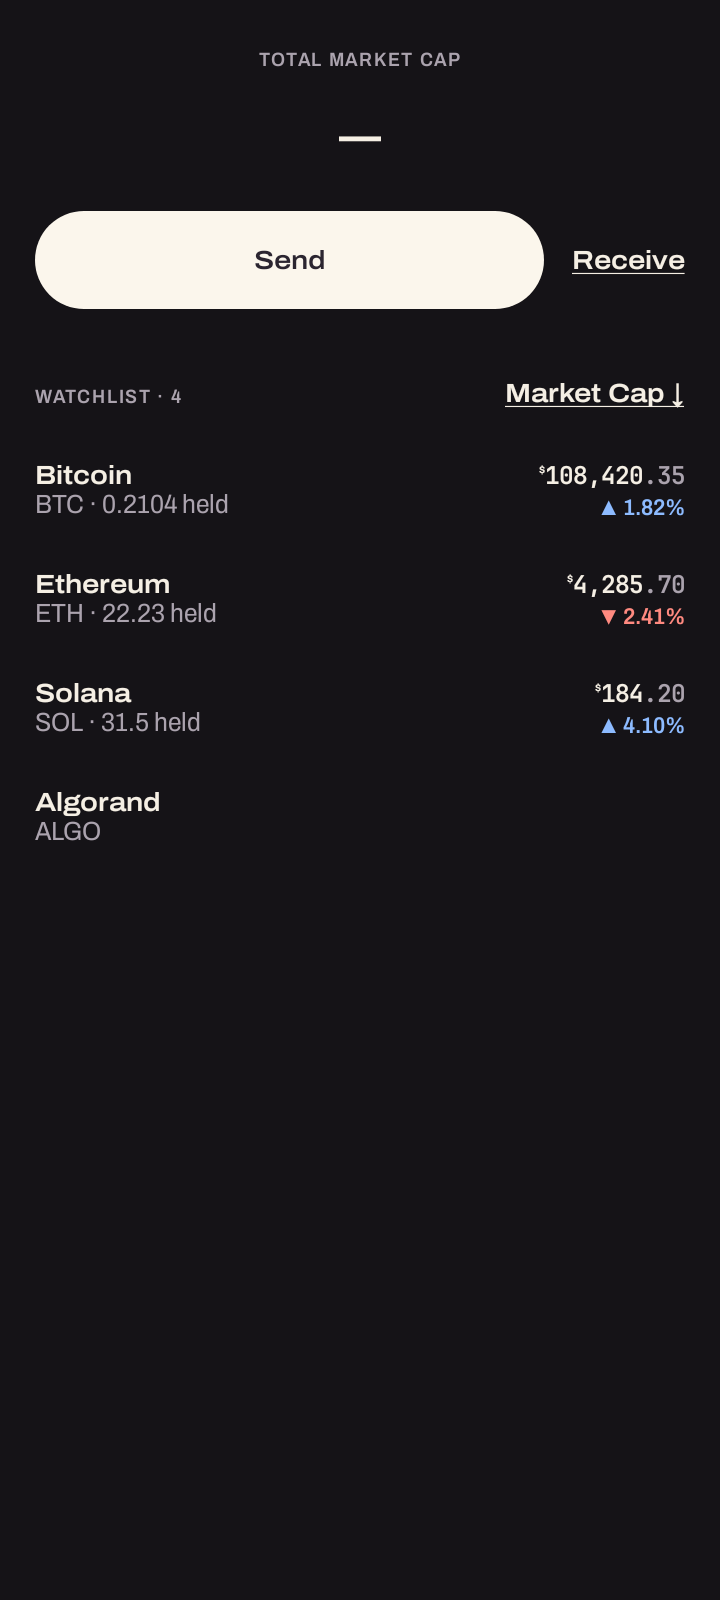 TOTAL MARKET CAP
—
Send
Receive
WATCHLIST · 4
Market Cap ↓
Bitcoin
$108,420.35
BTC · 0.2104 held
▲ 1.82%
Ethereum
$4,285.70
ETH · 22.23 held
▼ 2.41%
Solana
$184.20
SOL · 31.5 held
▲ 4.10%
Algorand
ALGO